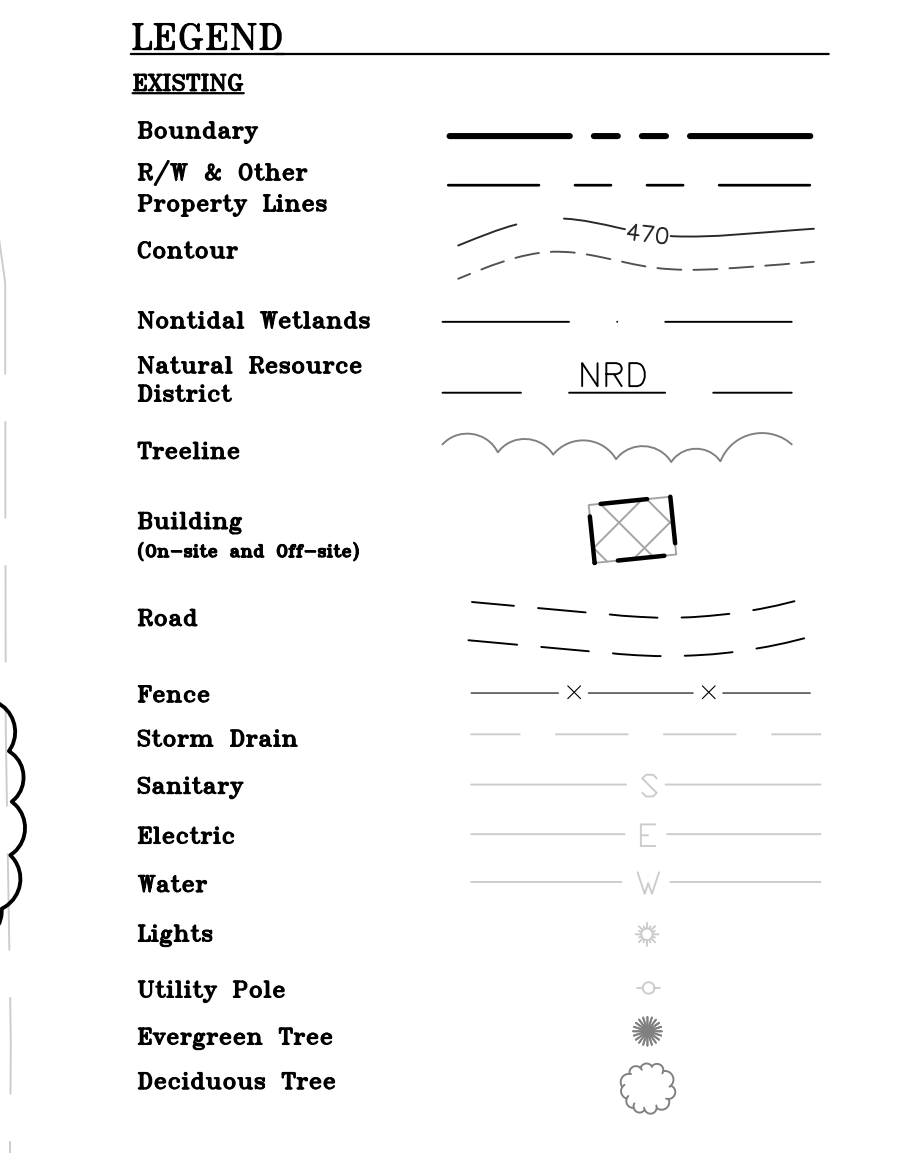 LEGEND
EXISTING
Boundary
R/W & Other
Property Lines
Contour
470
Nontidal Wetlands
Natural Resource
District
NRD
Treeline
Building
(On-site and Off-site)
Road
Fence
Storm Drain
Sanitary
S
Electric
E
Water
W
Lights
Utility Pole
Evergreen Tree
Deciduous Tree